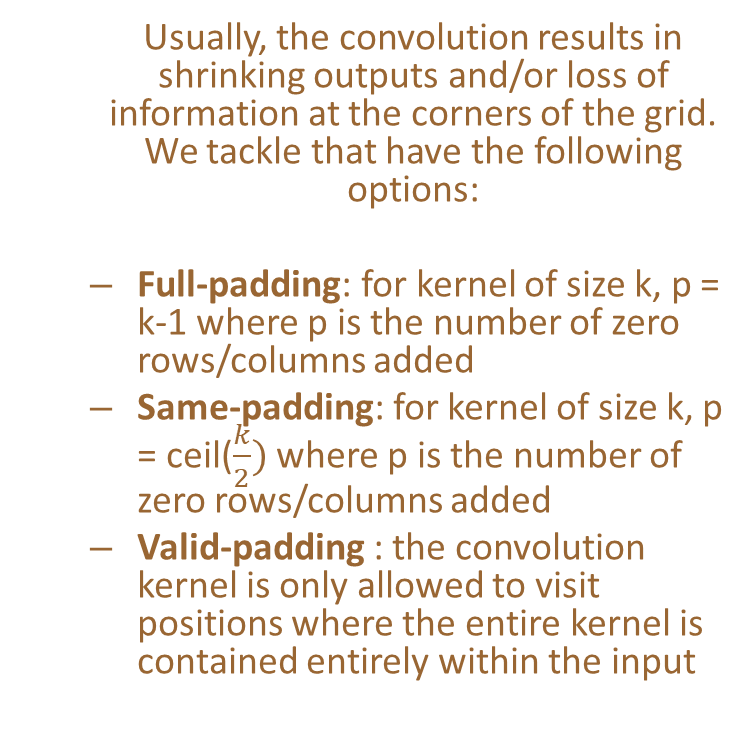 Usually, the convolution results in
shrinking outputs and/or loss of
information at the corners of the grid.
We tackle that have the following
options:
– Full-padding: for kernel of size k, p =
k-1 where p is the number of zero
rows/columns added
– Same-padding: for kernel of size k, p
= ceil(k/2) where p is the number of
zero rows/columns added
– Valid-padding : the convolution
kernel is only allowed to visit
positions where the entire kernel is
contained entirely within the input